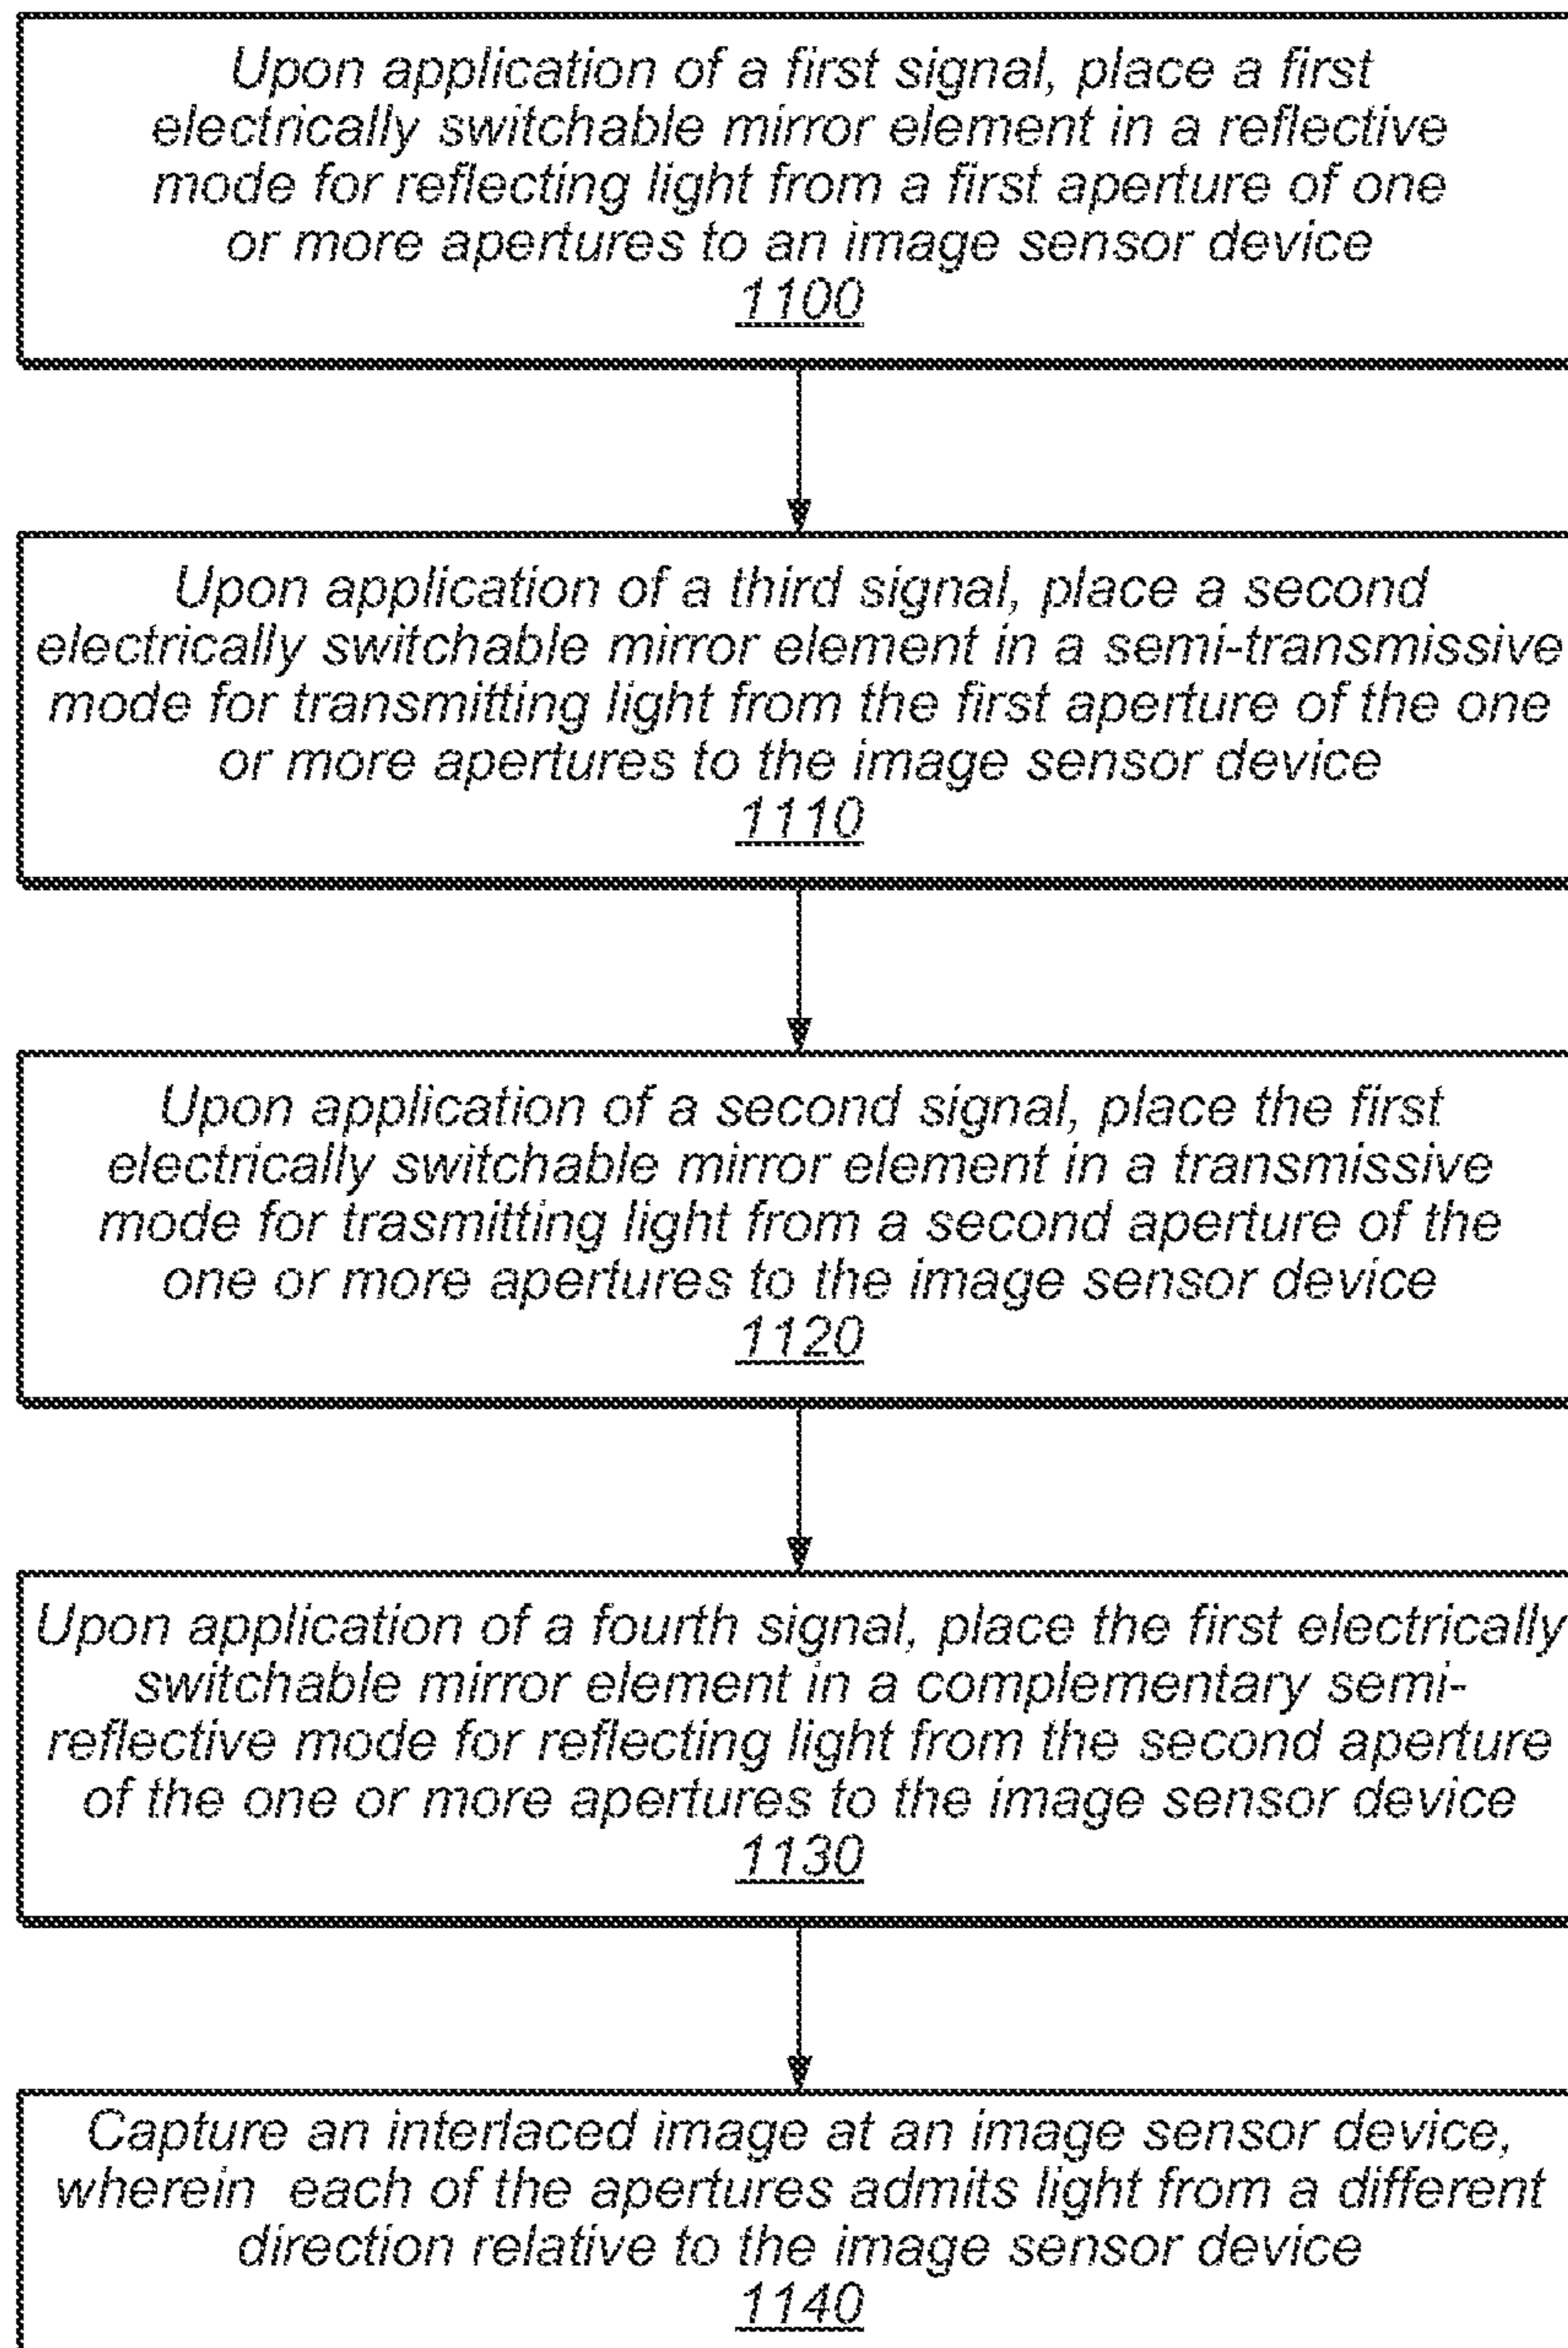 Upon application of a first signal, place a first
electrically switchable mirror element in a reflective
mode for reflecting light from a first aperture of one
or more apertures to an image sensor device
1100
Upon application of a third signal, place a second
electrically switchable mirror element in a semi-transmissive
mode for transmitting light from the first aperture of the one
or more apertures to the image sensor device
1110
Upon application of a second signal, place the first
electrically switchable mirror element in a transmissive
mode for trasmitting light from a second aperture of the
one or more apertures to the image sensor device
1120
Upon application of a fourth signal, place the first electrically
switchable mirror element in a complementary semi-
reflective mode for reflecting light from the second aperture
of the one or more apertures to the image sensor device
1130
Capture an interlaced image at an image sensor device,
wherein  each of the apertures admits light from a different
direction relative to the image sensor device
1140